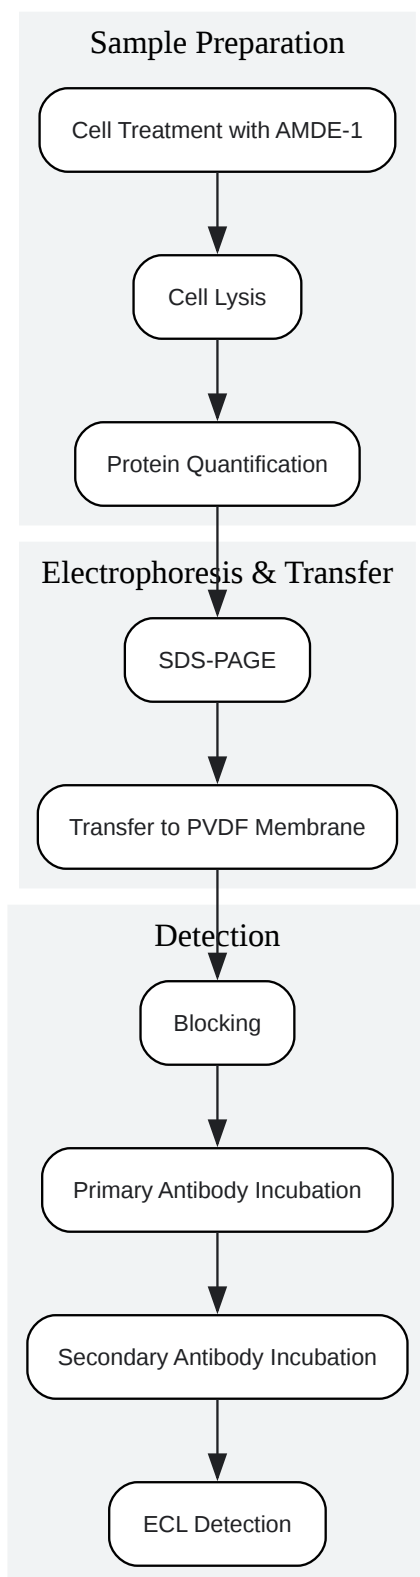 Sample Preparation
Cell Treatment with AMDE-1
Cell Lysis
Protein Quantification
Electrophoresis & Transfer
SDS-PAGE
Transfer to PVDF Membrane
Detection
Blocking
Primary Antibody Incubation
Secondary Antibody Incubation
ECL Detection